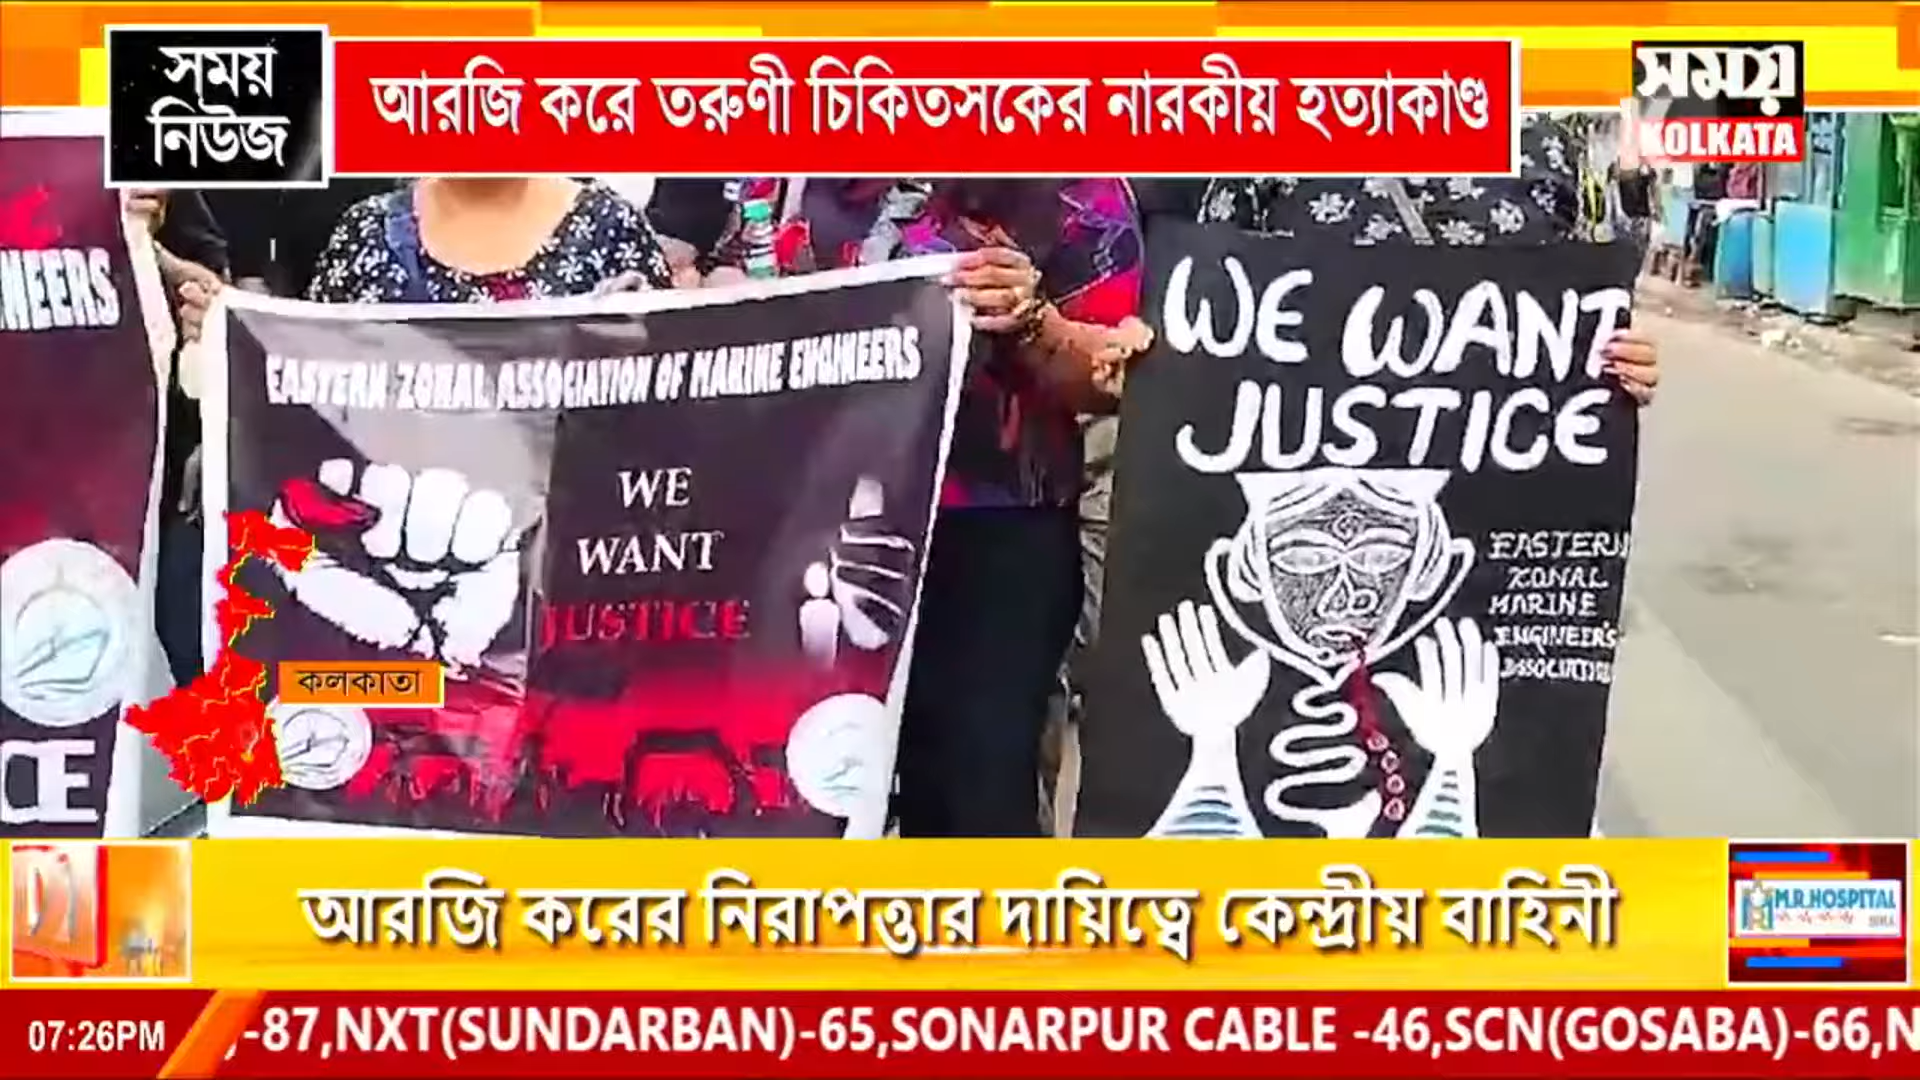 সময়
নিউজ
আরজি করে তরুণী চিকিতসকের নারকীয় হত্যাকাণ্ড
সময়
KOLKATA
NEERS
CE
EASTERN ZONAL ASSOCIATION OF MARINE ENGINEERS
WE
WANT
JUSTICE
WE WANT
JUSTICE
EASTERN
ZONAL
MARINE
ENGINEER'S
ASSOCIATION
কলকাতা
আরজি করের নিরাপত্তার দায়িত্বে কেন্দ্রীয় বাহিনী
M.R.HOSPITAL
07:26PM
,-87,NXT(SUNDARBAN)-65,SONARPUR CABLE -46,SCN(GOSABA)-66,N